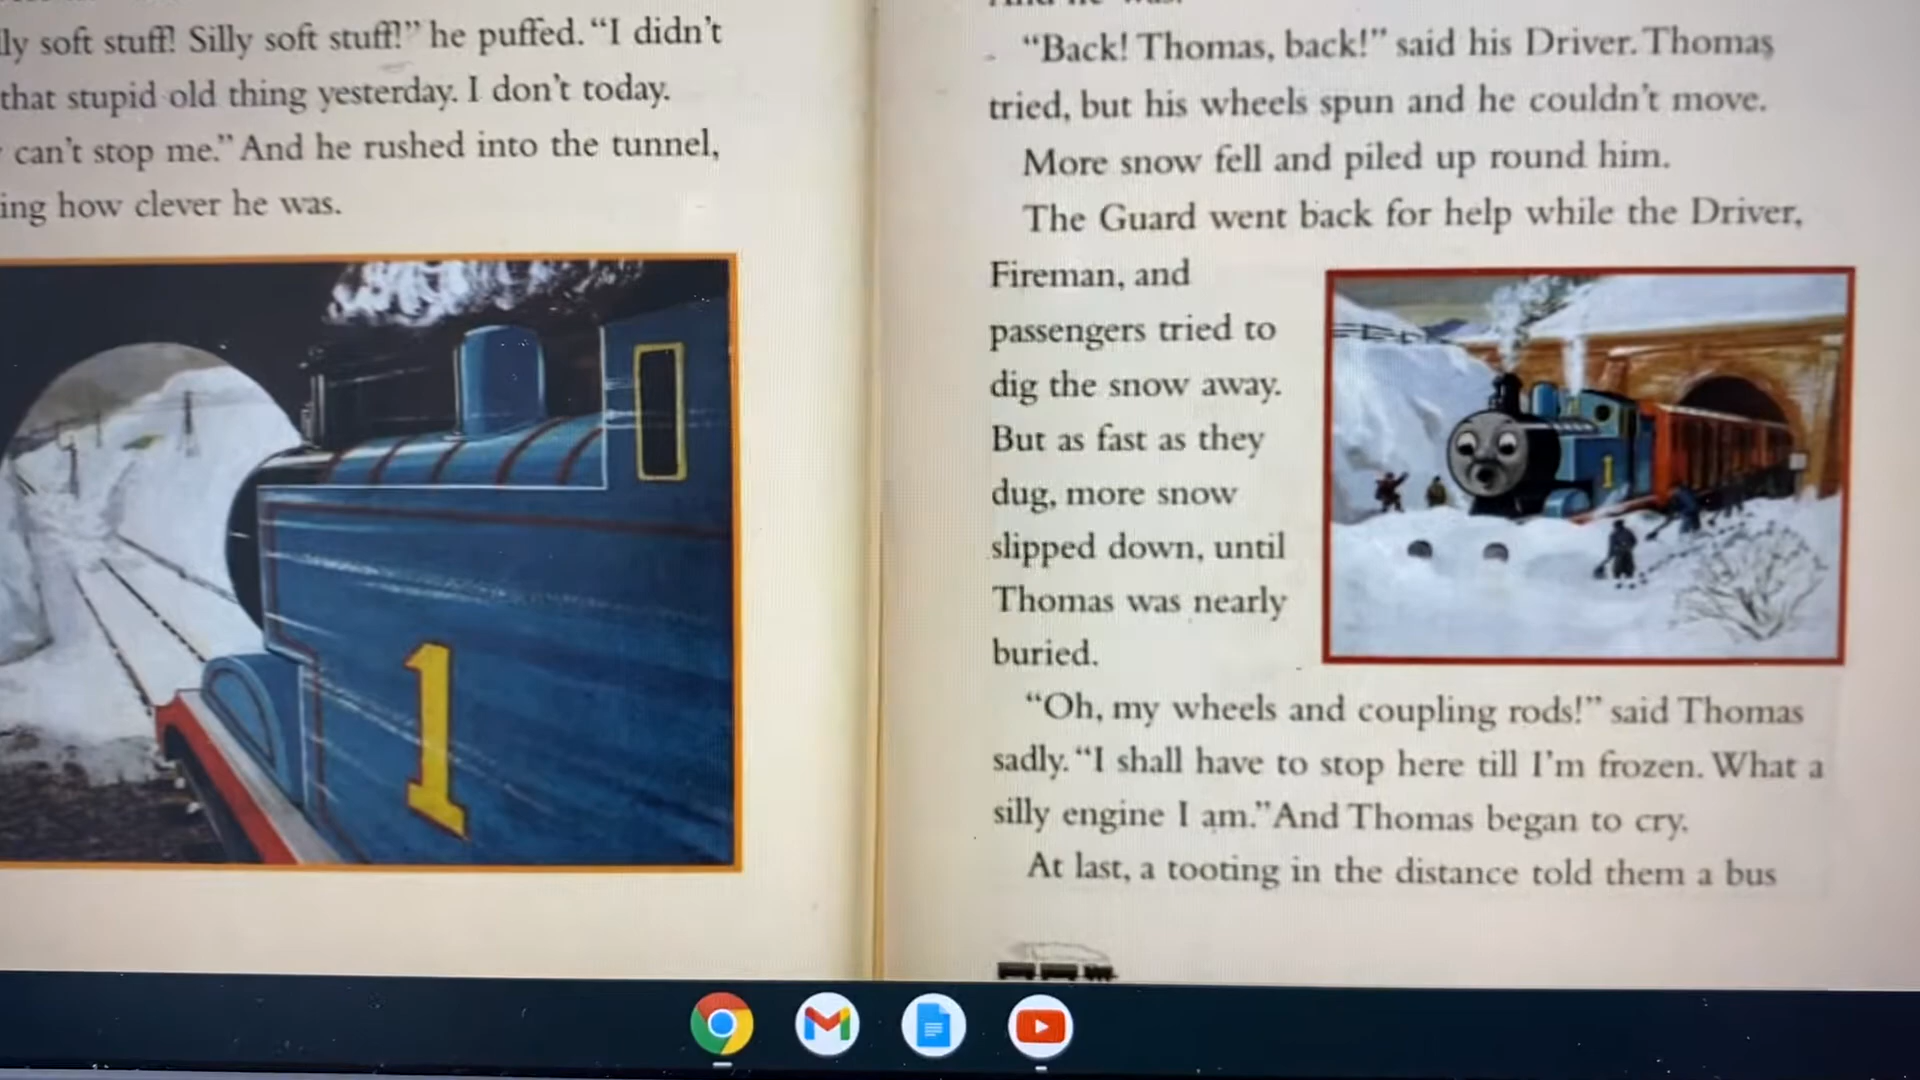 soft stuff! Silly soft stuff!” he puffed. “I didn’t
that stupid old thing yesterday. I don’t today.
can’t stop me.” And he rushed into the tunnel,
how clever he was.
1
“Back! Thomas, back!” said his Driver. Thomas
tried, but his wheels spun and he couldn’t move.
More snow fell and piled up round him.
The Guard went back for help while the Driver,
Fireman, and
passengers tried to
dig the snow away.
But as fast as they
dug, more snow
slipped down, until
Thomas was nearly
buried.
1
“Oh, my wheels and coupling rods!” said Thomas
sadly. “I shall have to stop here till I’m frozen. What a
silly engine I am.” And Thomas began to cry.
At last, a tooting in the distance told them a bus